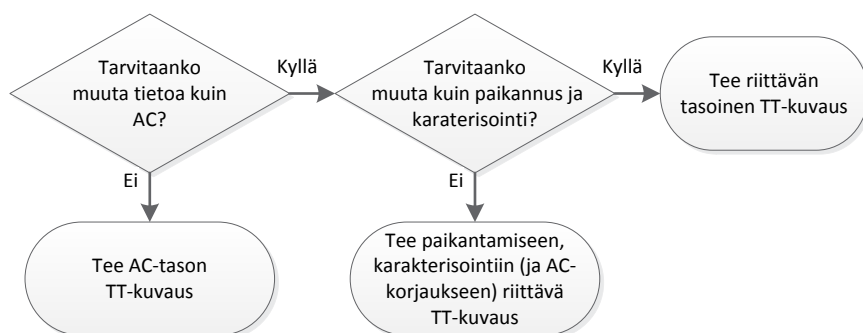 Tarvitaanko
muuta tietoa kuin
AC?
Kyllä
Tarvitaanko
muuta kuin paikannus ja
karaterisointi?
Kyllä
Tee riittävän
tasoinen TT-kuvaus
Ei
Ei
Tee AC-tason
TT-kuvaus
Tee paikantamiseen,
karakterisointiin (ja AC-
korjaukseen) riittävä
TT-kuvaus